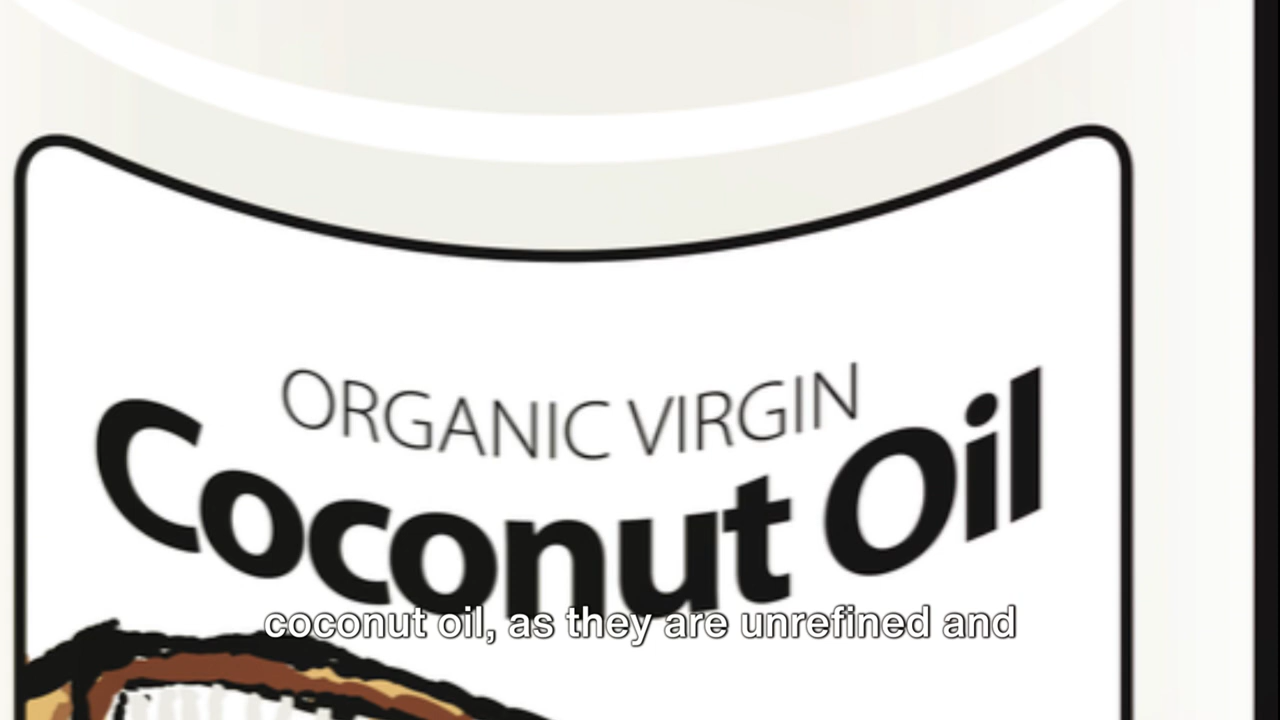 ORGANIC VIRGIN
Coconut Oil
coconut oil, as they are unrefined and